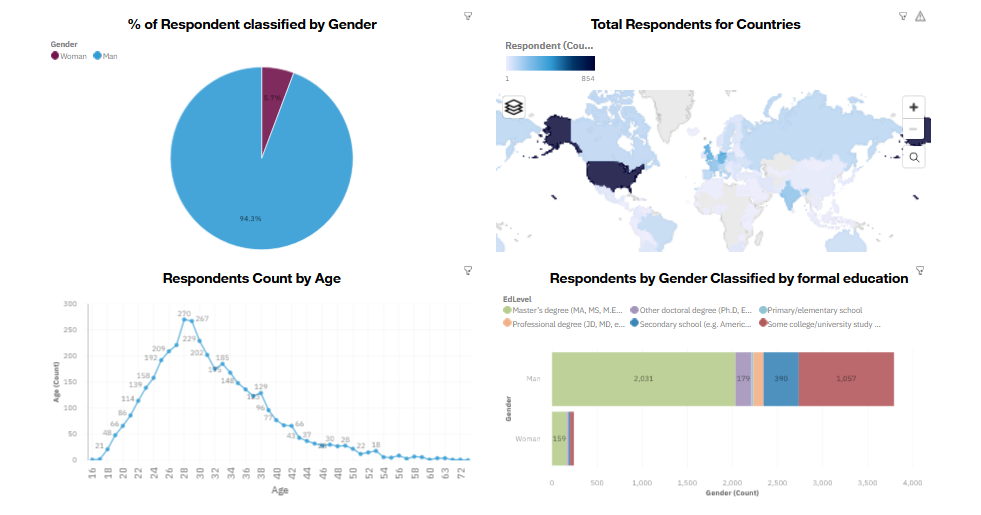 % of Respondent classified by Gender
Gender
Woman Man
5.7%
94.3%
Total Respondents for Countries
Respondent (Cou...
1 854
Respondents Count by Age
Age (Count)
300
250
200
150
100
50
0
21
48
66
86
114
139
158
192
209
229
270
267
202
185
148
129
96
77
66
43
37
30
28
22
18
16 18 20 22 24 26 28 30 32 34 36 38 40 42 44 46 48 50 52 54 56 58 60 63 72
Age
Respondents by Gender Classified by formal education
EdLevel
Master's degree (MA, MS, M.E... Other doctoral degree (Ph.D, E... Primary/elementary school
Professional degree (JD, MD, e... Secondary school (e.g. Americ... Some college/university study ...
Gender
Man
2,031 179 390 1,057
Woman
159
0 500 1,000 1,500 2,000 2,500 3,000 3,500 4,000
Gender (Count)